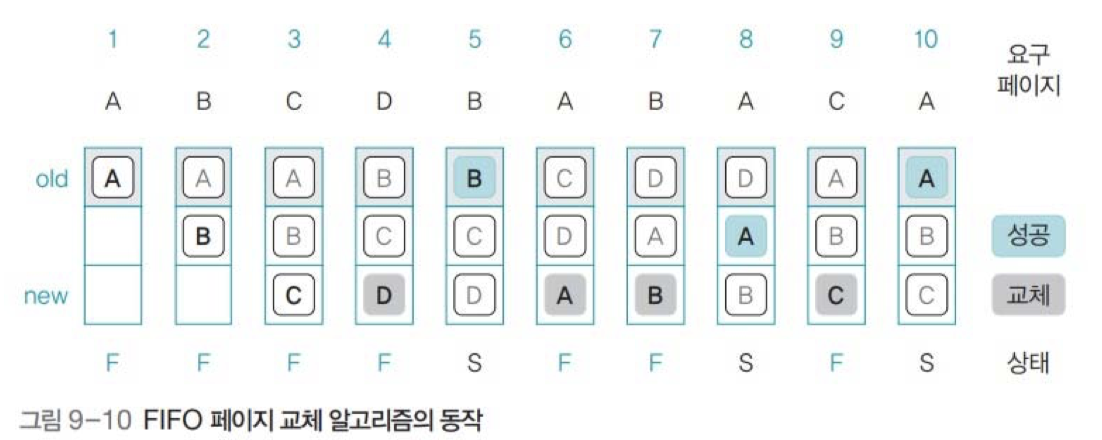 1 2 3 4 5 6 7 8 9 10 요구
A B C D B A B A C A 페이지
old A A A B B C D D A A
B B C C D A A B B 성공
new C D D A B B C C 교체
F F F F S F F S F S 상태
그림 9-10 FIFO 페이지 교체 알고리즘의 동작